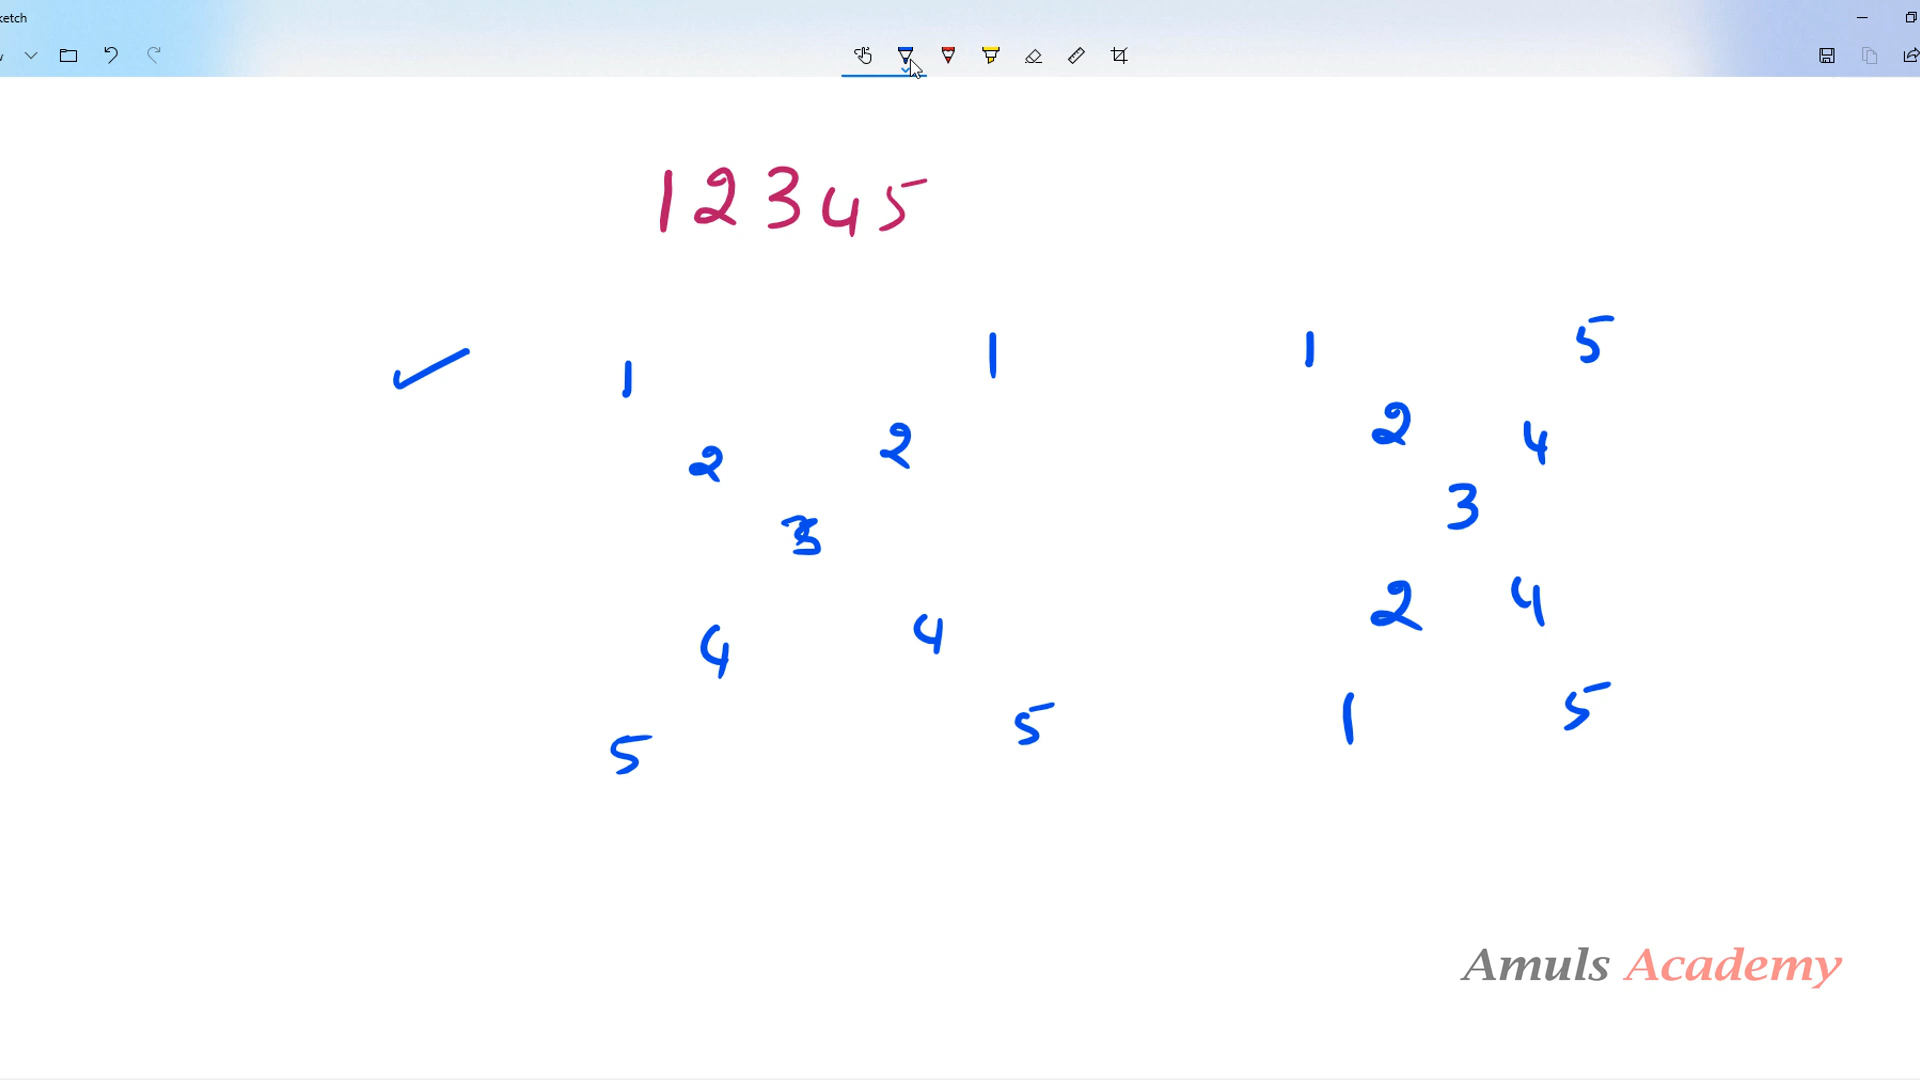 ketch
1 2 3 4 5
1 1 1 5
2 2 2 4
3 3
4 4 2 4
5 5 1 5
Amuls Academy